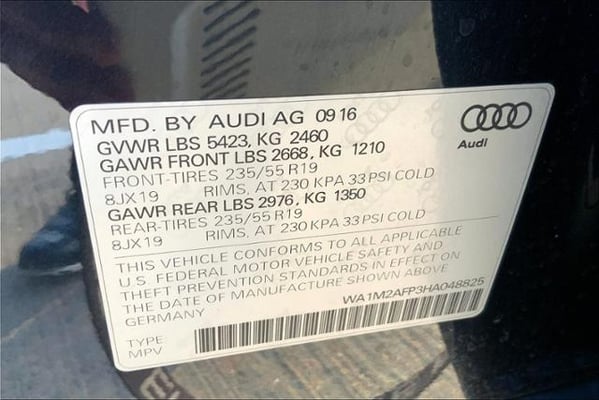 MFD. BY AUDI AG 09 16
GVWR LBS 5423, KG 2460
GAWR FRONT LBS 2668, KG 1210
FRONT-TIRES 235/55 R19
8JX19 RIMS, AT 230 KPA 33 PSI COLD
GAWR REAR LBS 2976, KG 1350
REAR-TIRES 235/55 R19
8JX19 RIMS, AT 230 KPA 33 PSI COLD
THIS VEHICLE CONFORMS TO ALL APPLICABLE
U.S. FEDERAL MOTOR VEHICLE SAFETY AND
THEFT PREVENTION STANDARDS IN EFFECT ON
THE DATE OF MANUFACTURE SHOWN ABOVE
GERMANY
WA1M2AFP3HA048825
TYPE
MPV
Audi